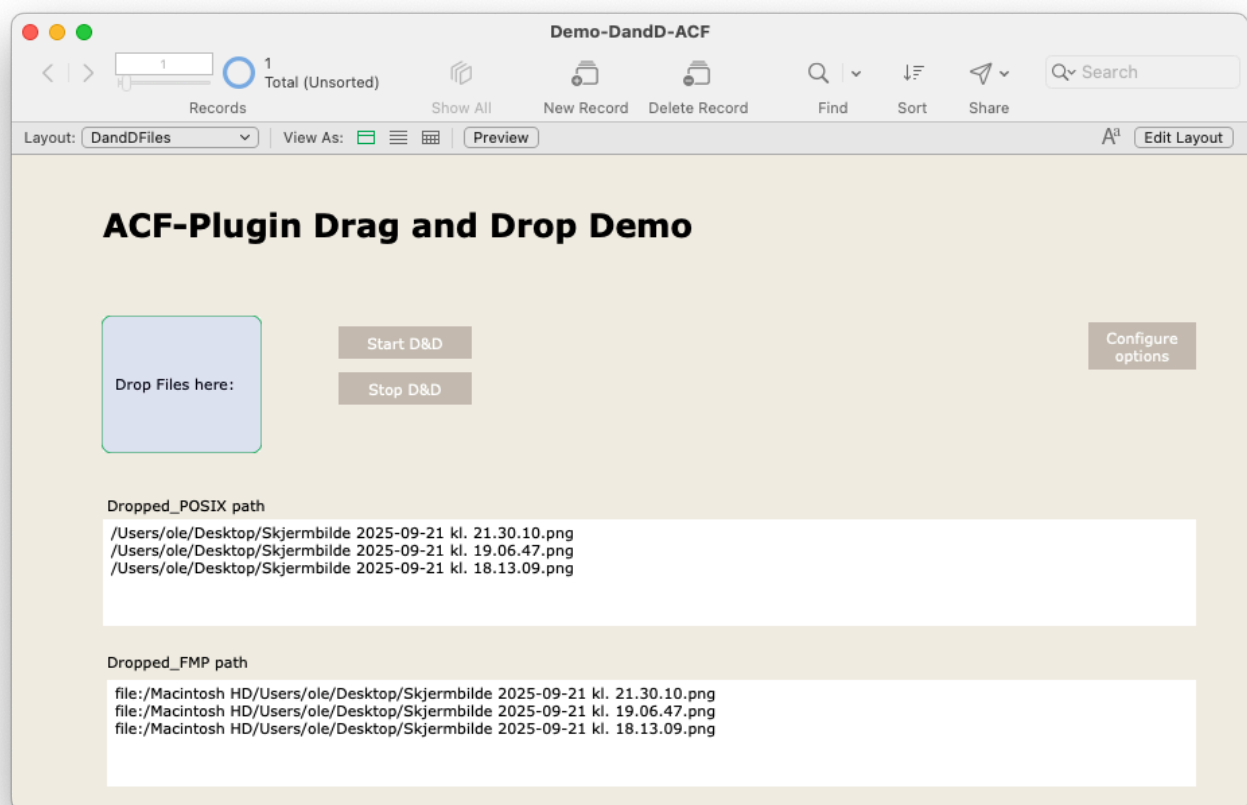 Demo-DandD-ACF
1
1
Total (Unsorted)
Search
Records
Show All
New Record
Delete Record
Find
Sort
Share
Layout:
DandDFiles
View As:
Preview
Aa
Edit Layout
ACF-Plugin Drag and Drop Demo
Drop Files here:
Start D&D
Stop D&D
Configure
options
Dropped_POSIX path
/Users/ole/Desktop/Skjermbilde 2025-09-21 kl. 21.30.10.png
/Users/ole/Desktop/Skjermbilde 2025-09-21 kl. 19.06.47.png
/Users/ole/Desktop/Skjermbilde 2025-09-21 kl. 18.13.09.png
Dropped_FMP path
file:/Macintosh HD/Users/ole/Desktop/Skjermbilde 2025-09-21 kl. 21.30.10.png
file:/Macintosh HD/Users/ole/Desktop/Skjermbilde 2025-09-21 kl. 19.06.47.png
file:/Macintosh HD/Users/ole/Desktop/Skjermbilde 2025-09-21 kl. 18.13.09.png